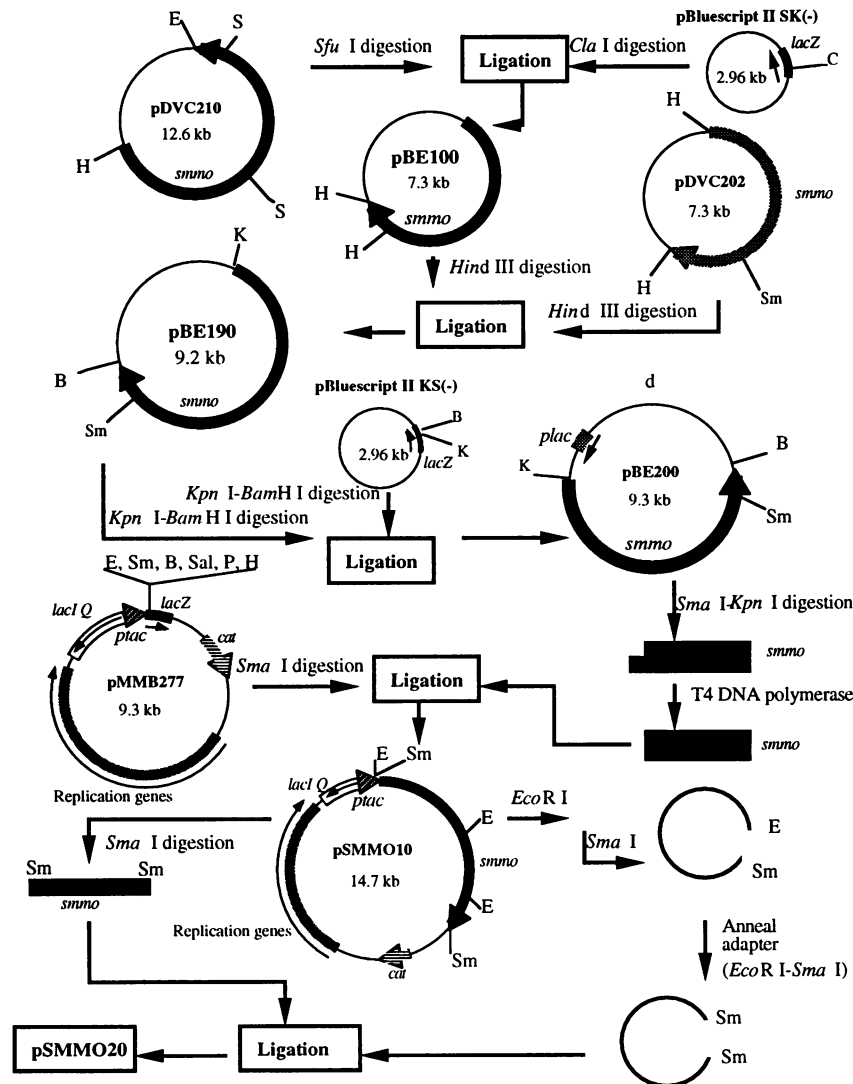 E
S
pDVC210
12.6 kb
H
smmo
S
Sfu I digestion
Ligation
Cla I digestion
pBluescript II SK(-)
lacZ
2.96 kb
C
pBE100
7.3 kb
H
smmo
H
H
pDVC202
7.3 kb
smmo
H
Sm
Hind III digestion
Hind III digestion
Ligation
K
pBE190
9.2 kb
B
smmo
Sm
pBluescript II KS(-)
B
K
2.96 kb
lacZ
d
plac
K
pBE200
9.3 kb
B
Sm
smmo
Kpn I-BamH I digestion
Kpn I-BamH I digestion
Ligation
E, Sm, B, Sal, P, H
lacI Q
lacZ
ptac
cat
pMMB277
9.3 kb
Replication genes
Sma I digestion
Ligation
Sma I-Kpn I digestion
smmo
T4 DNA polymerase
smmo
E
Sm
lacI Q
ptac
E
pSMMO10
14.7 kb
smmo
E
Replication genes
cat
Sm
Sma I digestion
Sm
Sm
smmo
EcoR I
Sma I
E
Sm
Anneal
adapter
(EcoR I-Sma I)
Sm
Sm
Ligation
pSMMO20